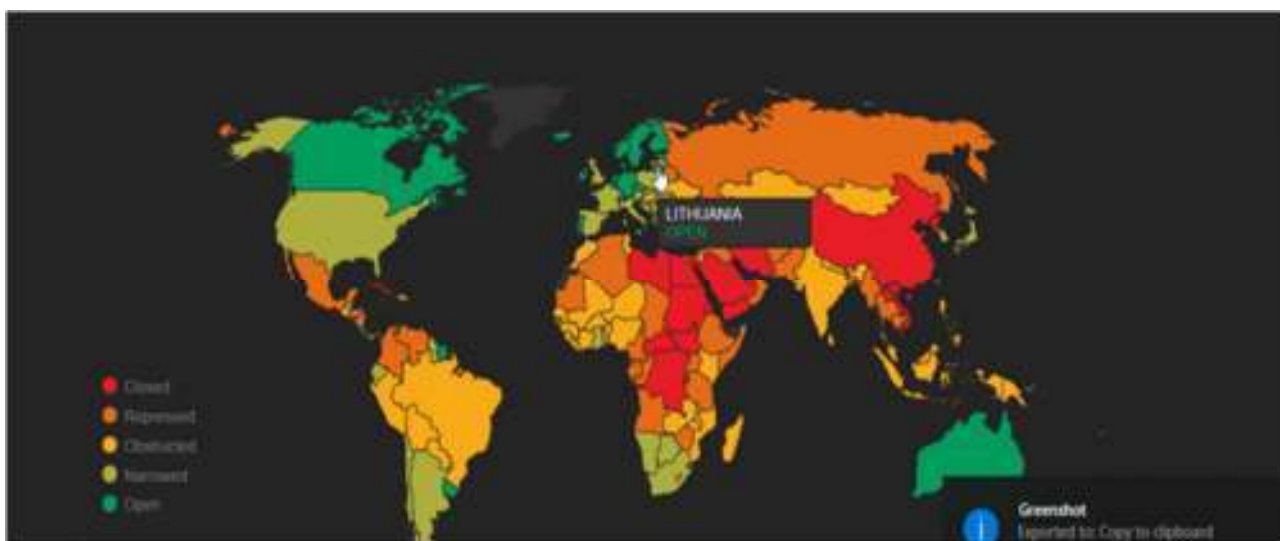 LITHUANIA
OPEN
Closed
Repressed
Obstructed
Narrowed
Open
Greenshot
Exported to: Copy to clipboard